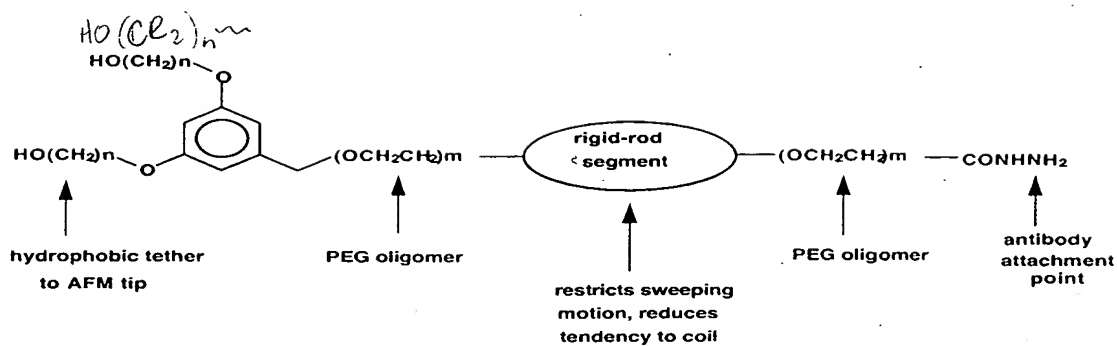 HO(CR₂)n
HO(CH₂)n
O
HO(CH₂)n
O
(OCH₂CH₂)m
rigid-rod
segment
(OCH₂CH₂)m
CONHNH₂
hydrophobic tether
to AFM tip
PEG oligomer
restricts sweeping
motion, reduces
tendency to coil
PEG oligomer
antibody
attachment
point